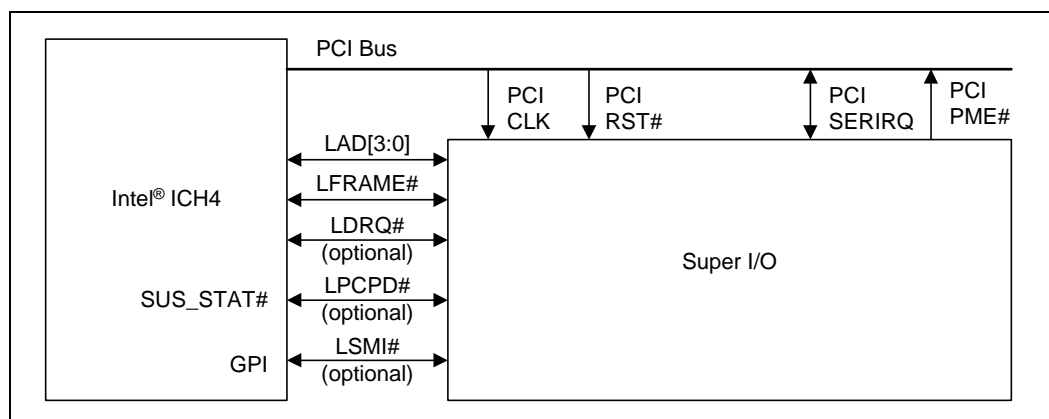 PCI Bus
PCI
CLK
PCI
RST#
PCI
SERIRQ
PCI
PME#
LAD[3:0]
LFRAME#
Intel® ICH4
LDRQ#
(optional)
Super I/O
SUS_STAT#
LPCPD#
(optional)
GPI
LSMI#
(optional)